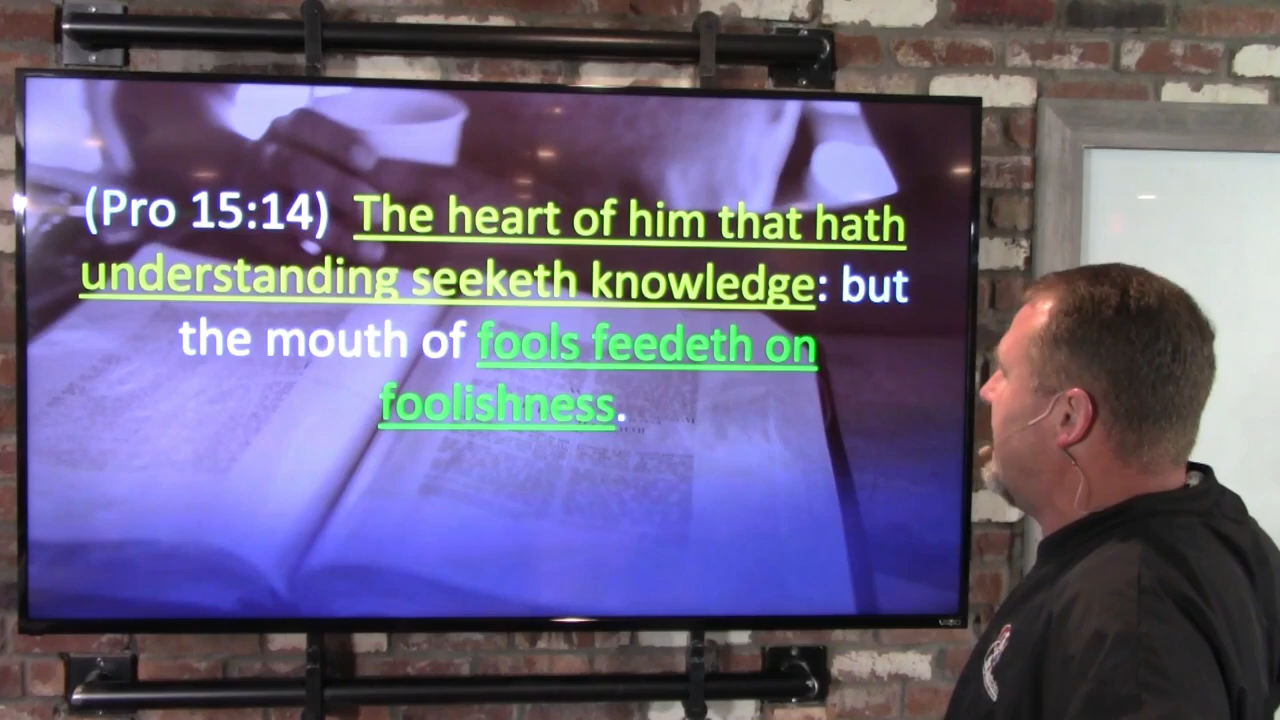 (Pro 15:14) The heart of him that hath
understanding seeketh knowledge: but
the mouth of fools feedeth on
foolishness.
VIZIO